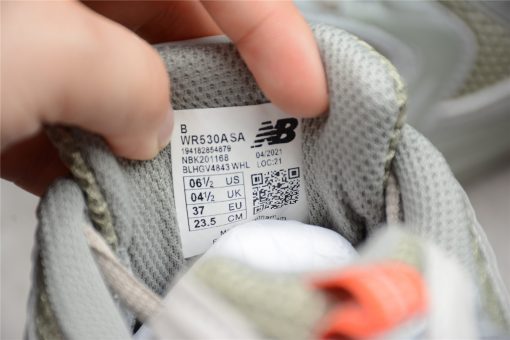 B
WR530ASA
194182854879
NBK201168
BLHGV4843 WHL
04/2021
LOC:21
NB
06½ US
04½ UK
37 EU
23.5 CM